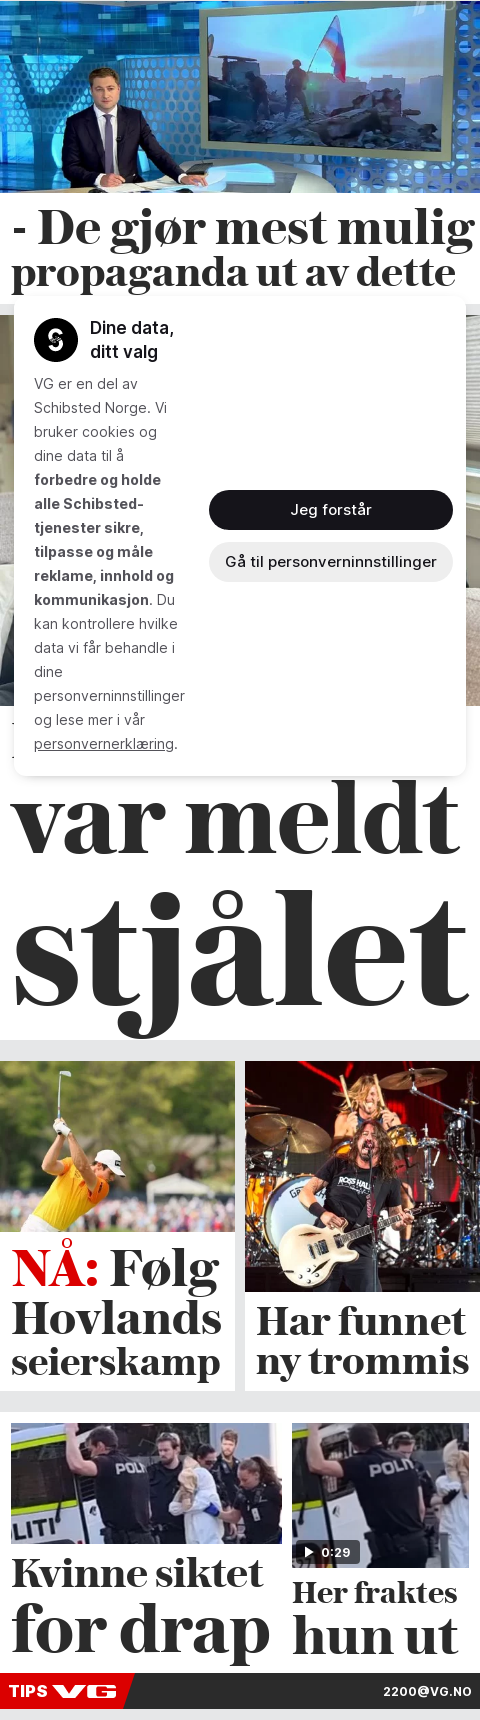 - De gjør mest mulig
propaganda ut av dette
Dine data,
ditt valg
VG er en del av
Schibsted Norge. Vi
bruker cookies og
dine data til å
forbedre og holde
alle Schibsted-
tjenester sikre,
tilpasse og måle
reklame, innhold og
kommunikasjon. Du
kan kontrollere hvilke
data vi får behandle i
dine
personverninnstillinger
og lese mer i vår
personvernerklæring.
Jeg forstår
Gå til personverninnstillinger
var meldt
stjålet
NÅ: Følg
Hovlands
seierskamp
Har funnet
ny trommis
POLI
LITI
0:29
Kvinne siktet
for drap
Her fraktes
hun ut
TIPS VG
2200@VG.NO